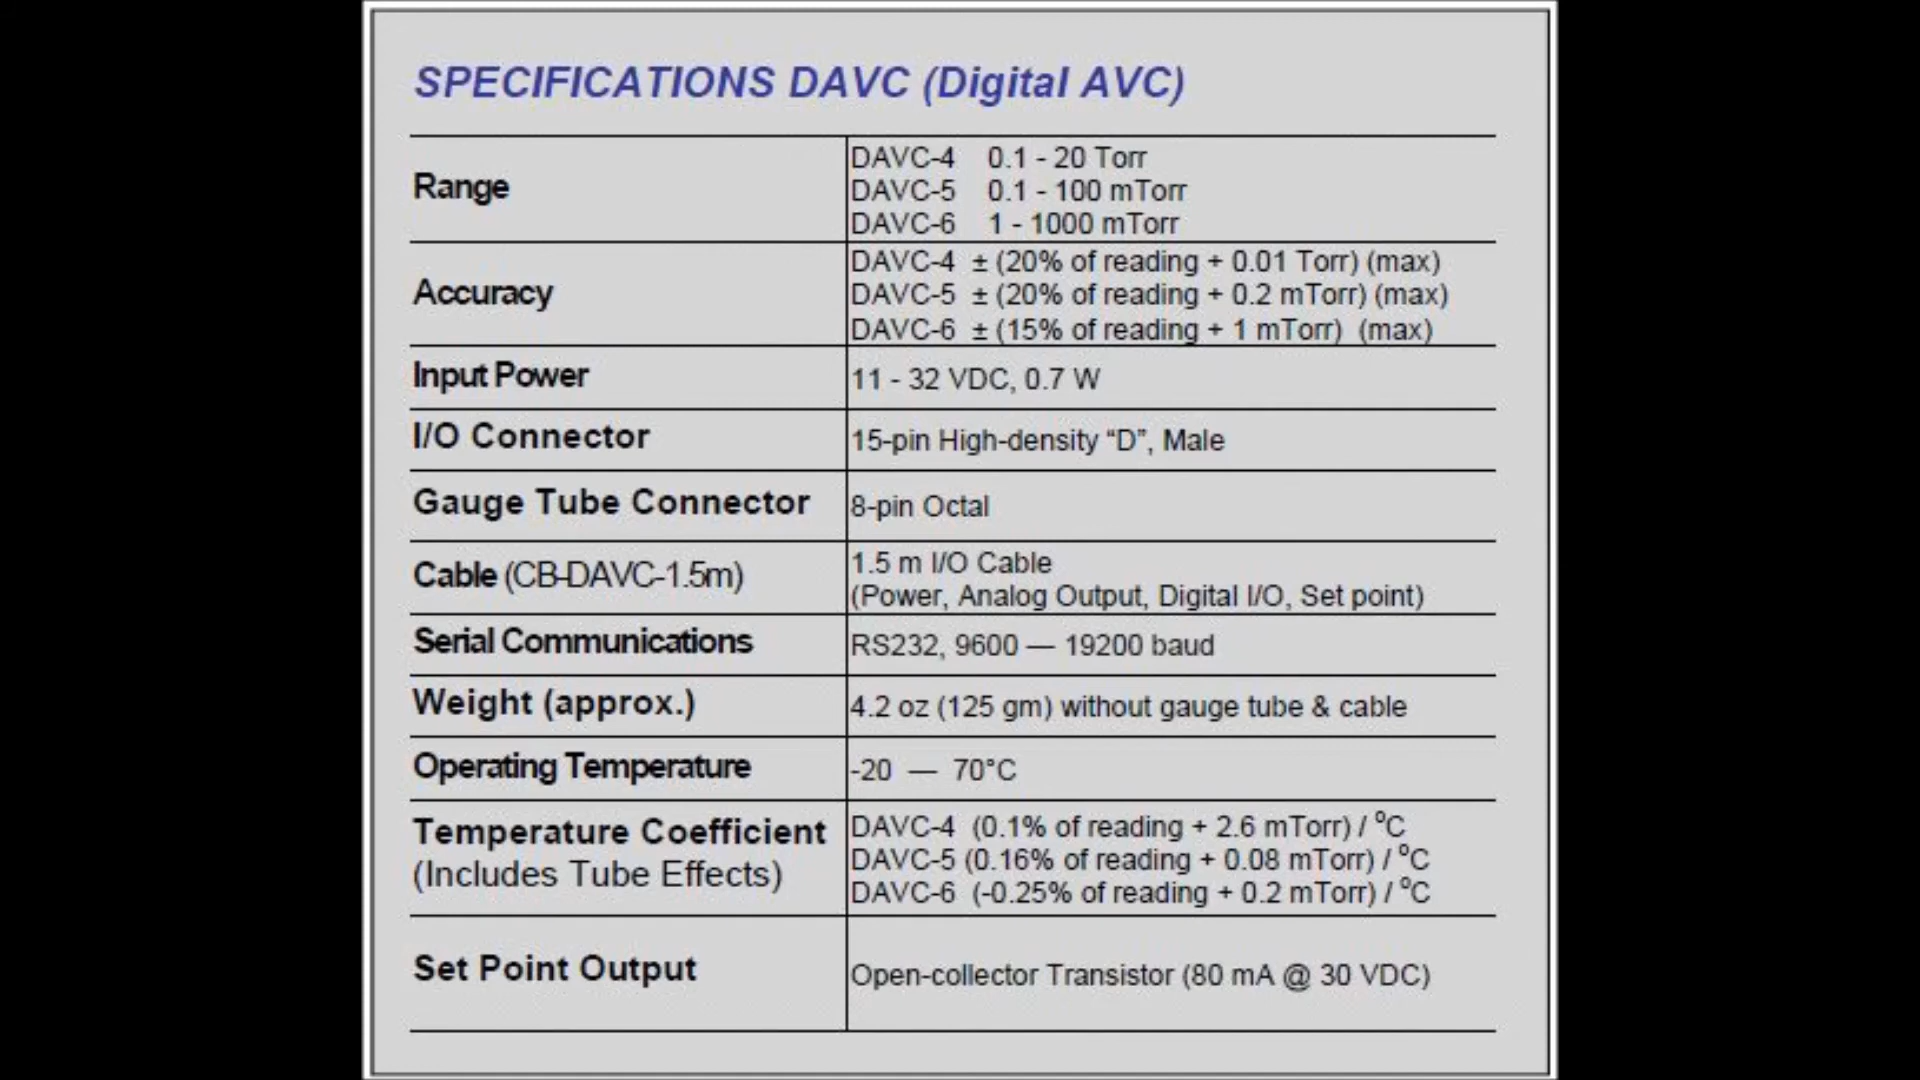 SPECIFICATIONS DAVC (Digital AVC)
Range
DAVC-4 0.1 - 20 Torr
DAVC-5 0.1 - 100 mTorr
DAVC-6 1 - 1000 mTorr
Accuracy
DAVC-4 ± (20% of reading + 0.01 Torr) (max)
DAVC-5 ± (20% of reading + 0.2 mTorr) (max)
DAVC-6 ± (15% of reading + 1 mTorr) (max)
Input Power
11 - 32 VDC, 0.7 W
I/O Connector
15-pin High-density “D”, Male
Gauge Tube Connector
8-pin Octal
Cable (CB-DAVC-1.5m)
1.5 m I/O Cable
(Power, Analog Output, Digital I/O, Set point)
Serial Communications
RS232, 9600 — 19200 baud
Weight (approx.)
4.2 oz (125 gm) without gauge tube & cable
Operating Temperature
-20 — 70°C
Temperature Coefficient
(Includes Tube Effects)
DAVC-4 (0.1% of reading + 2.6 mTorr) / ⁰C
DAVC-5 (0.16% of reading + 0.08 mTorr) / ⁰C
DAVC-6 (-0.25% of reading + 0.2 mTorr) / ⁰C
Set Point Output
Open-collector Transistor (80 mA @ 30 VDC)